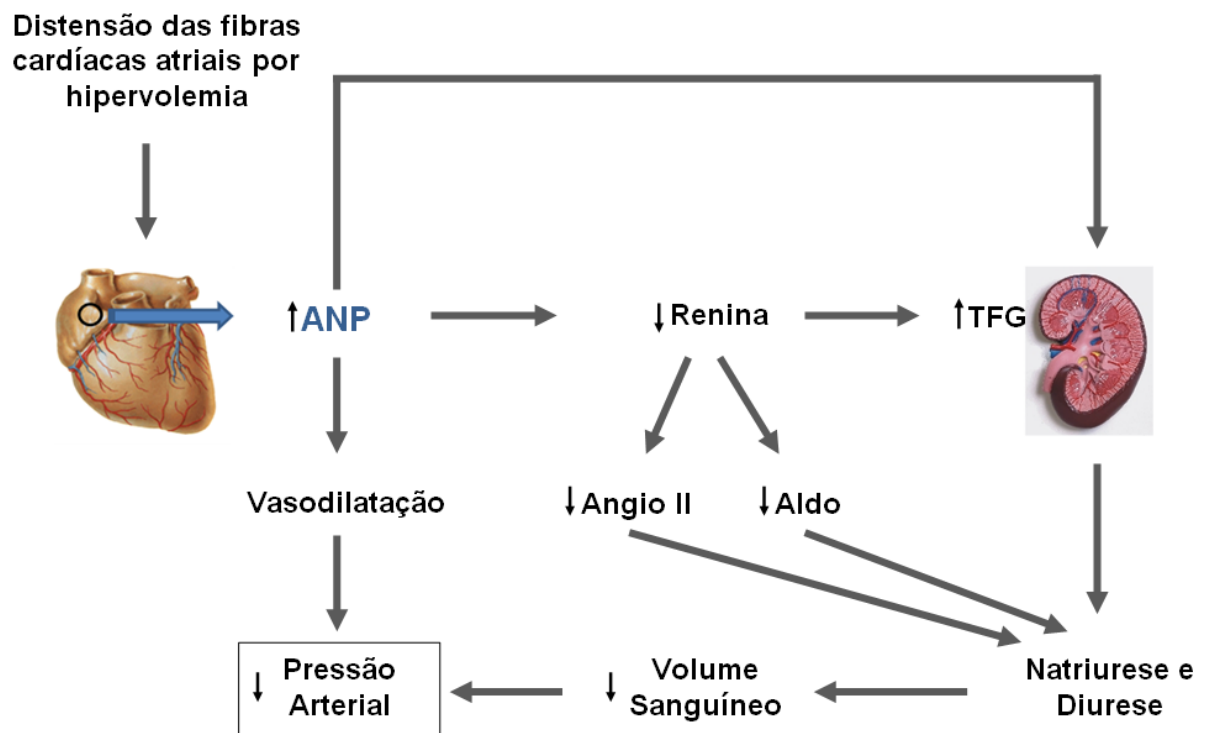 Distensão das fibras
cardíacas atriais por
hipervolemia
↑ANP
↓Renina
↑TFG
Vasodilatação
↓Angio II
↓Aldo
↓ Pressão
Arterial
↓ Volume
Sanguíneo
Natriurese e
Diurese